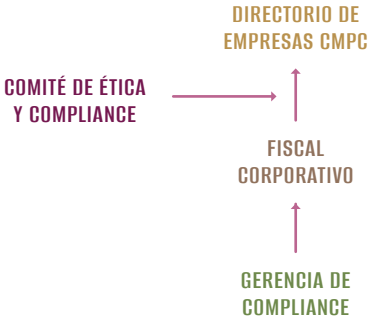 DIRECTORIO DE
EMPRESAS CMPC
COMITÉ DE ÉTICA
Y COMPLIANCE
FISCAL
CORPORATIVO
GERENCIA DE
COMPLIANCE